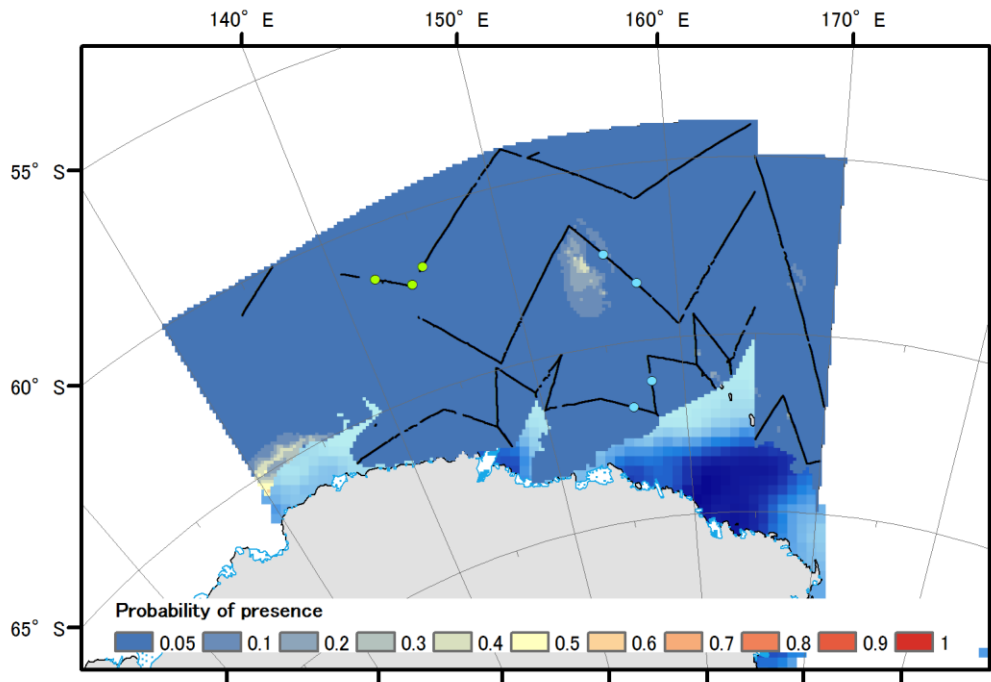 140° E 150° E 160° E 170° E
55° S
60° S
65° S
Probability of presence
0.05 0.1 0.2 0.3 0.4 0.5 0.6 0.7 0.8 0.9 1